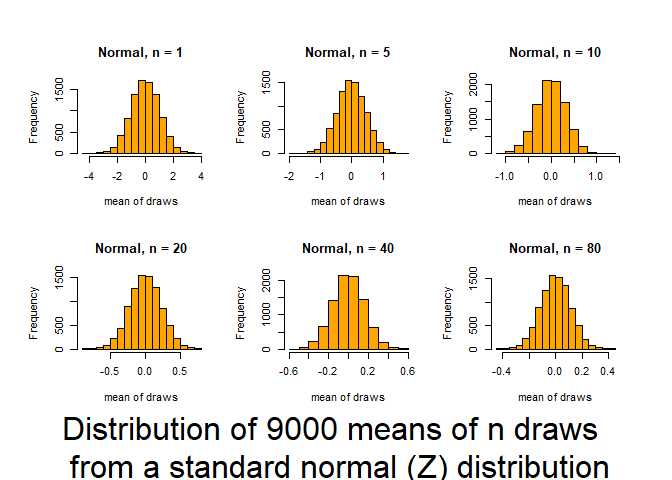 Normal, n = 1
Normal, n = 5
Normal, n = 10
Frequency
0 500 1500
-4 -2 0 2 4
mean of draws
Frequency
0 500 1500
-2 -1 0 1
mean of draws
Frequency
0 1000 2000
-1.0 0.0 1.0
mean of draws
Normal, n = 20
Normal, n = 40
Normal, n = 80
Frequency
0 500 1500
-0.5 0.0 0.5
mean of draws
Frequency
0 1000 2000
-0.6 -0.2 0.2 0.6
mean of draws
Frequency
0 500 1500
-0.4 0.0 0.4
mean of draws
Distribution of 9000 means of n draws
from a standard normal (Z) distribution